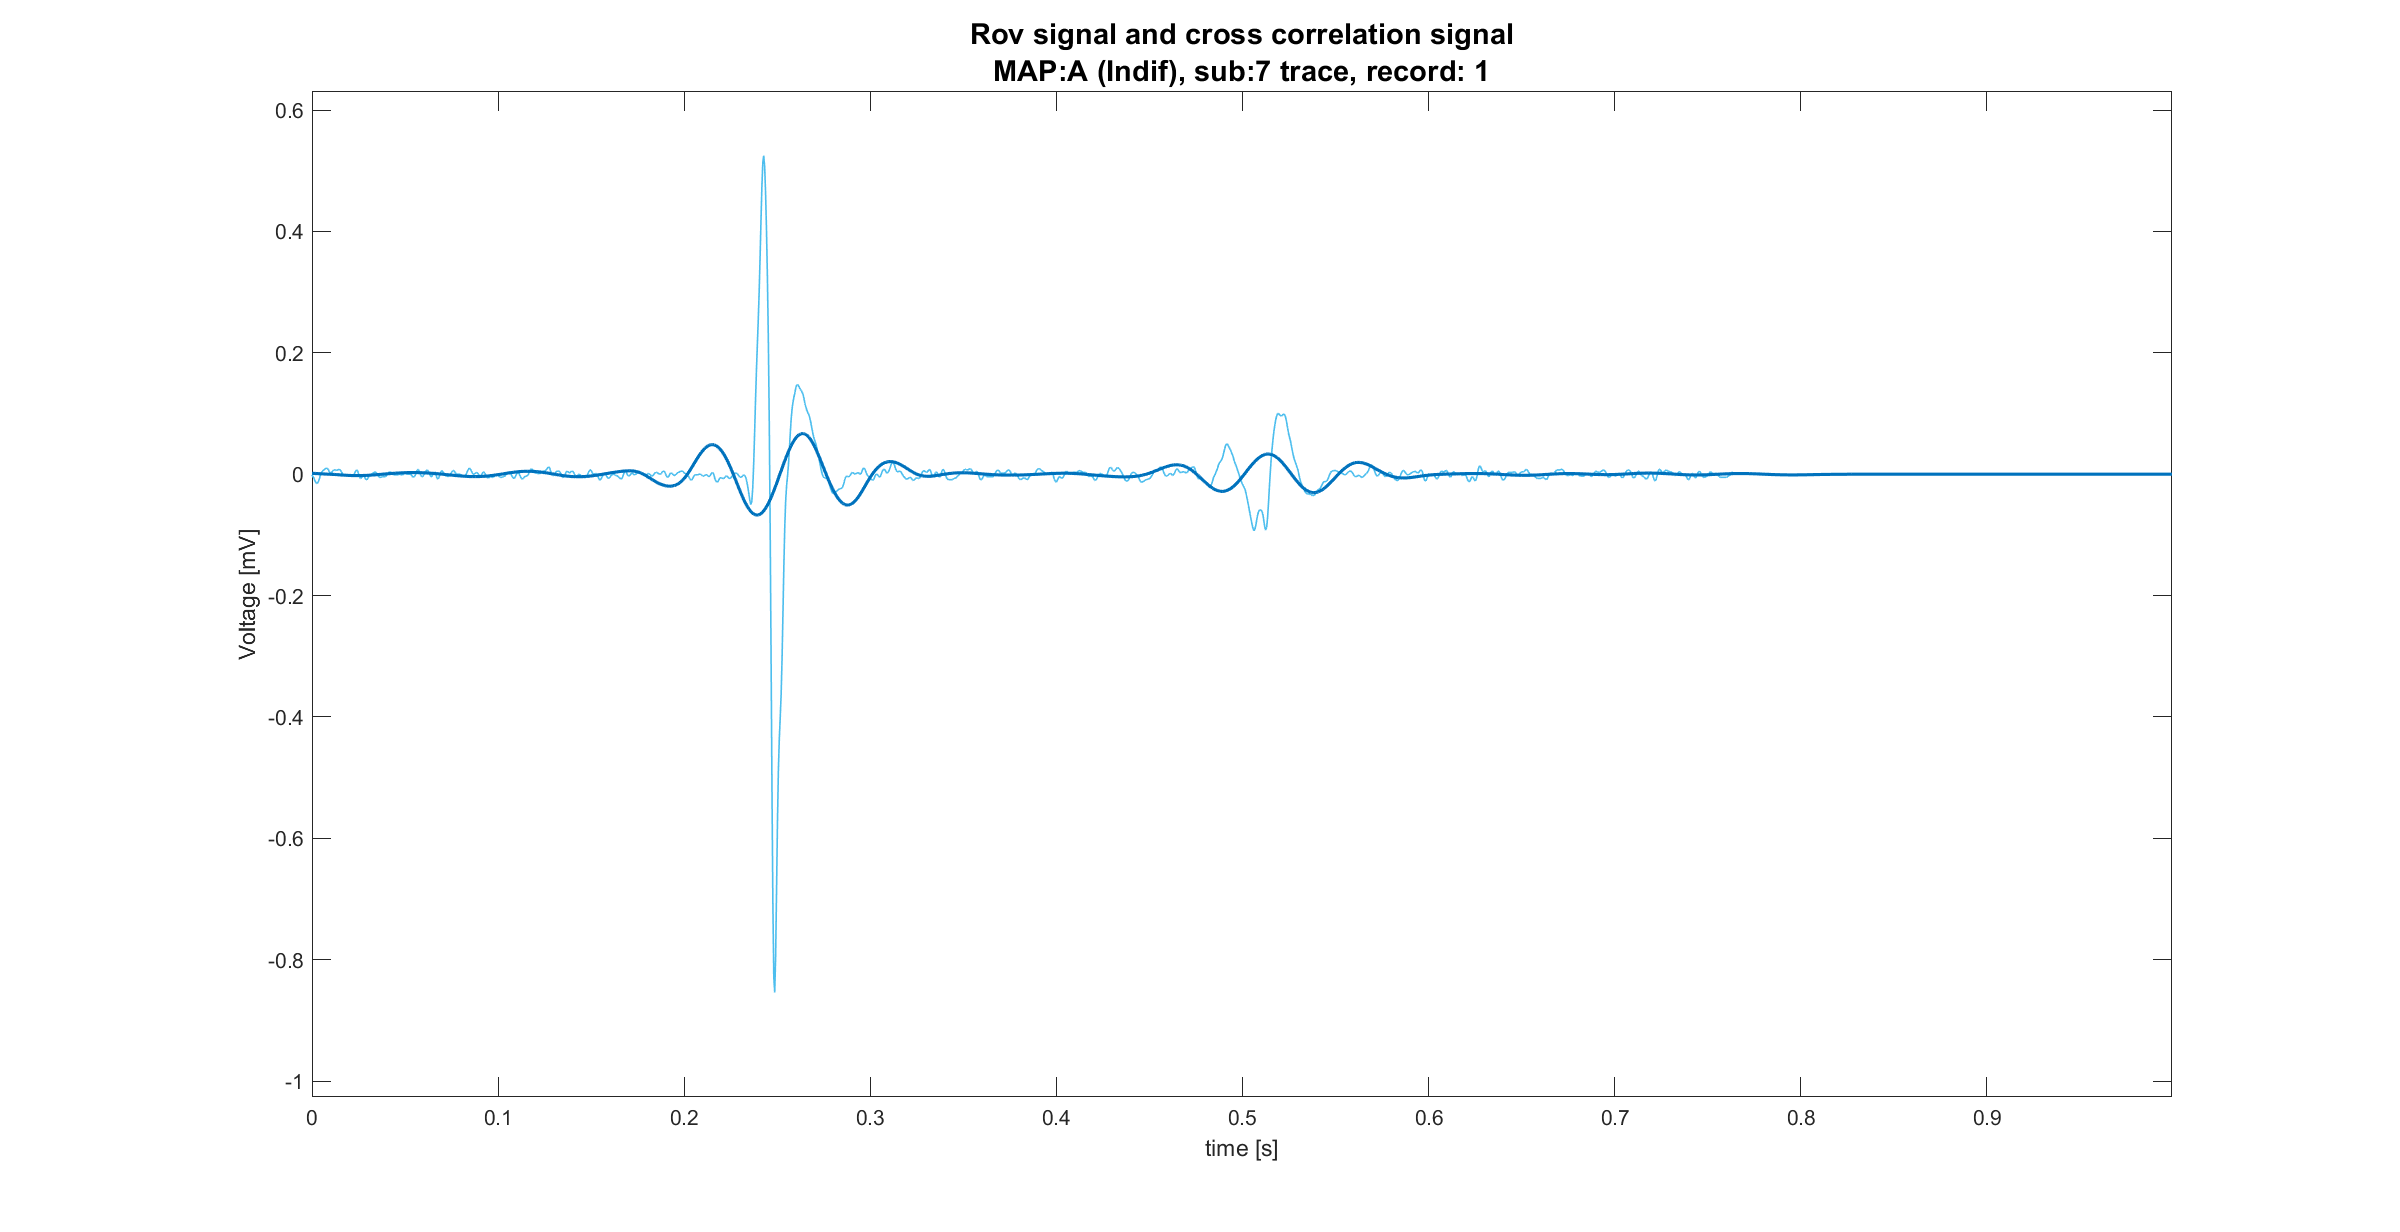 Rov signal and cross correlation signal
MAP:A (Indif), sub:7 trace, record: 1
0.6
0.4
0.2
0
-0.2
-0.4
-0.6
-0.8
-1
Voltage [mV]
0 0.1 0.2 0.3 0.4 0.5 0.6 0.7 0.8 0.9
time [s]